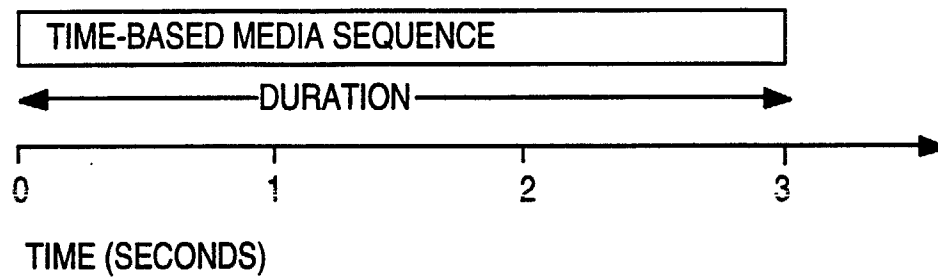 TIME-BASED MEDIA SEQUENCE
DURATION
0 1 2 3
TIME (SECONDS)